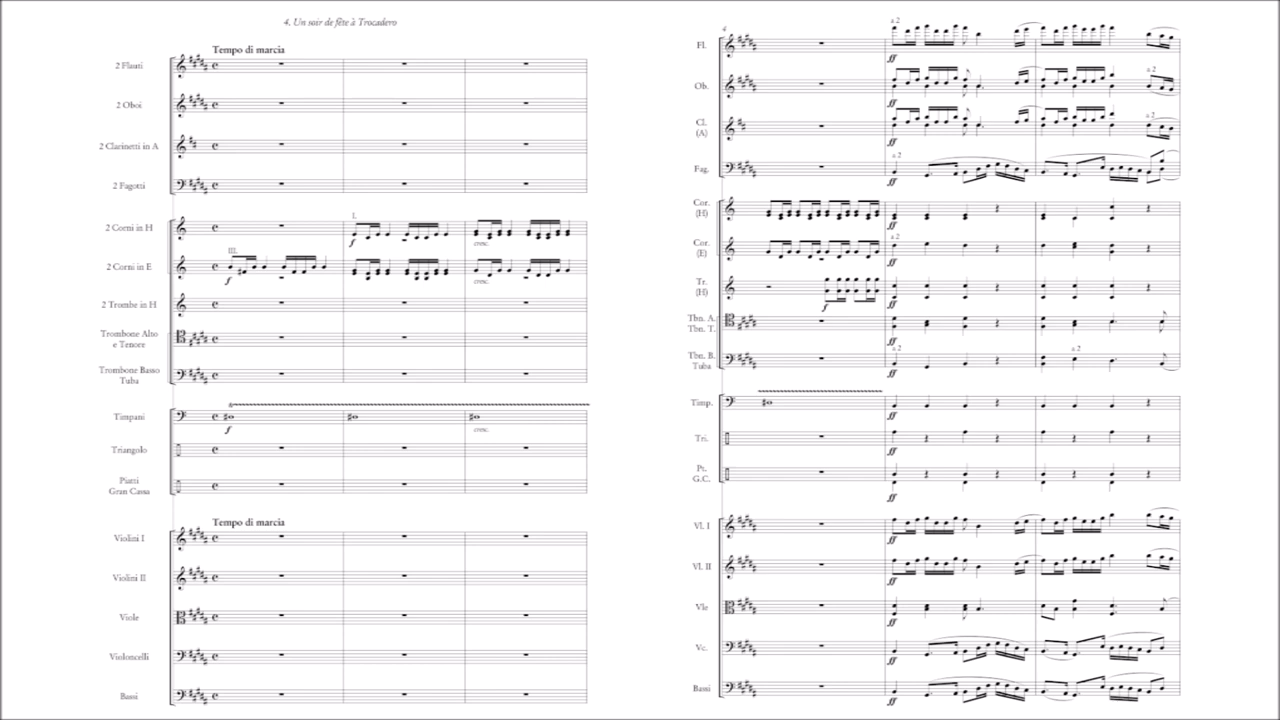 4. Un soir de fête à Trocadero
Tempo di marcia
2 Flauti
2 Oboi
2 Clarinetti in A
2 Fagotti
2 Corni in H
I.
f
cresc.
2 Corni in E
III.
f
cresc.
2 Trombe in H
Trombone Alto
e Tenore
Trombone Basso
Tuba
Timpani
f
cresc.
Triangolo
Piatti
Gran Cassa
Tempo di marcia
Violini I
Violini II
Viole
Violoncelli
Bassi
4
a 2
Fl.
ff
Ob.
a 2
ff
Cl.
(A)
a 2
ff
a 2
Fag.
ff
Cor.
(H)
ff
a 2
Cor.
(E)
ff
Tr.
(H)
f
ff
Tbn. A.
Tbn. T.
ff
a 2
a 2
Tbn. B.
Tuba
ff
Timp.
ff
Tri.
ff
Pt.
G.C.
ff
Vl. I
ff
Vl. II
ff
Vle
ff
Vc.
ff
Bassi
ff